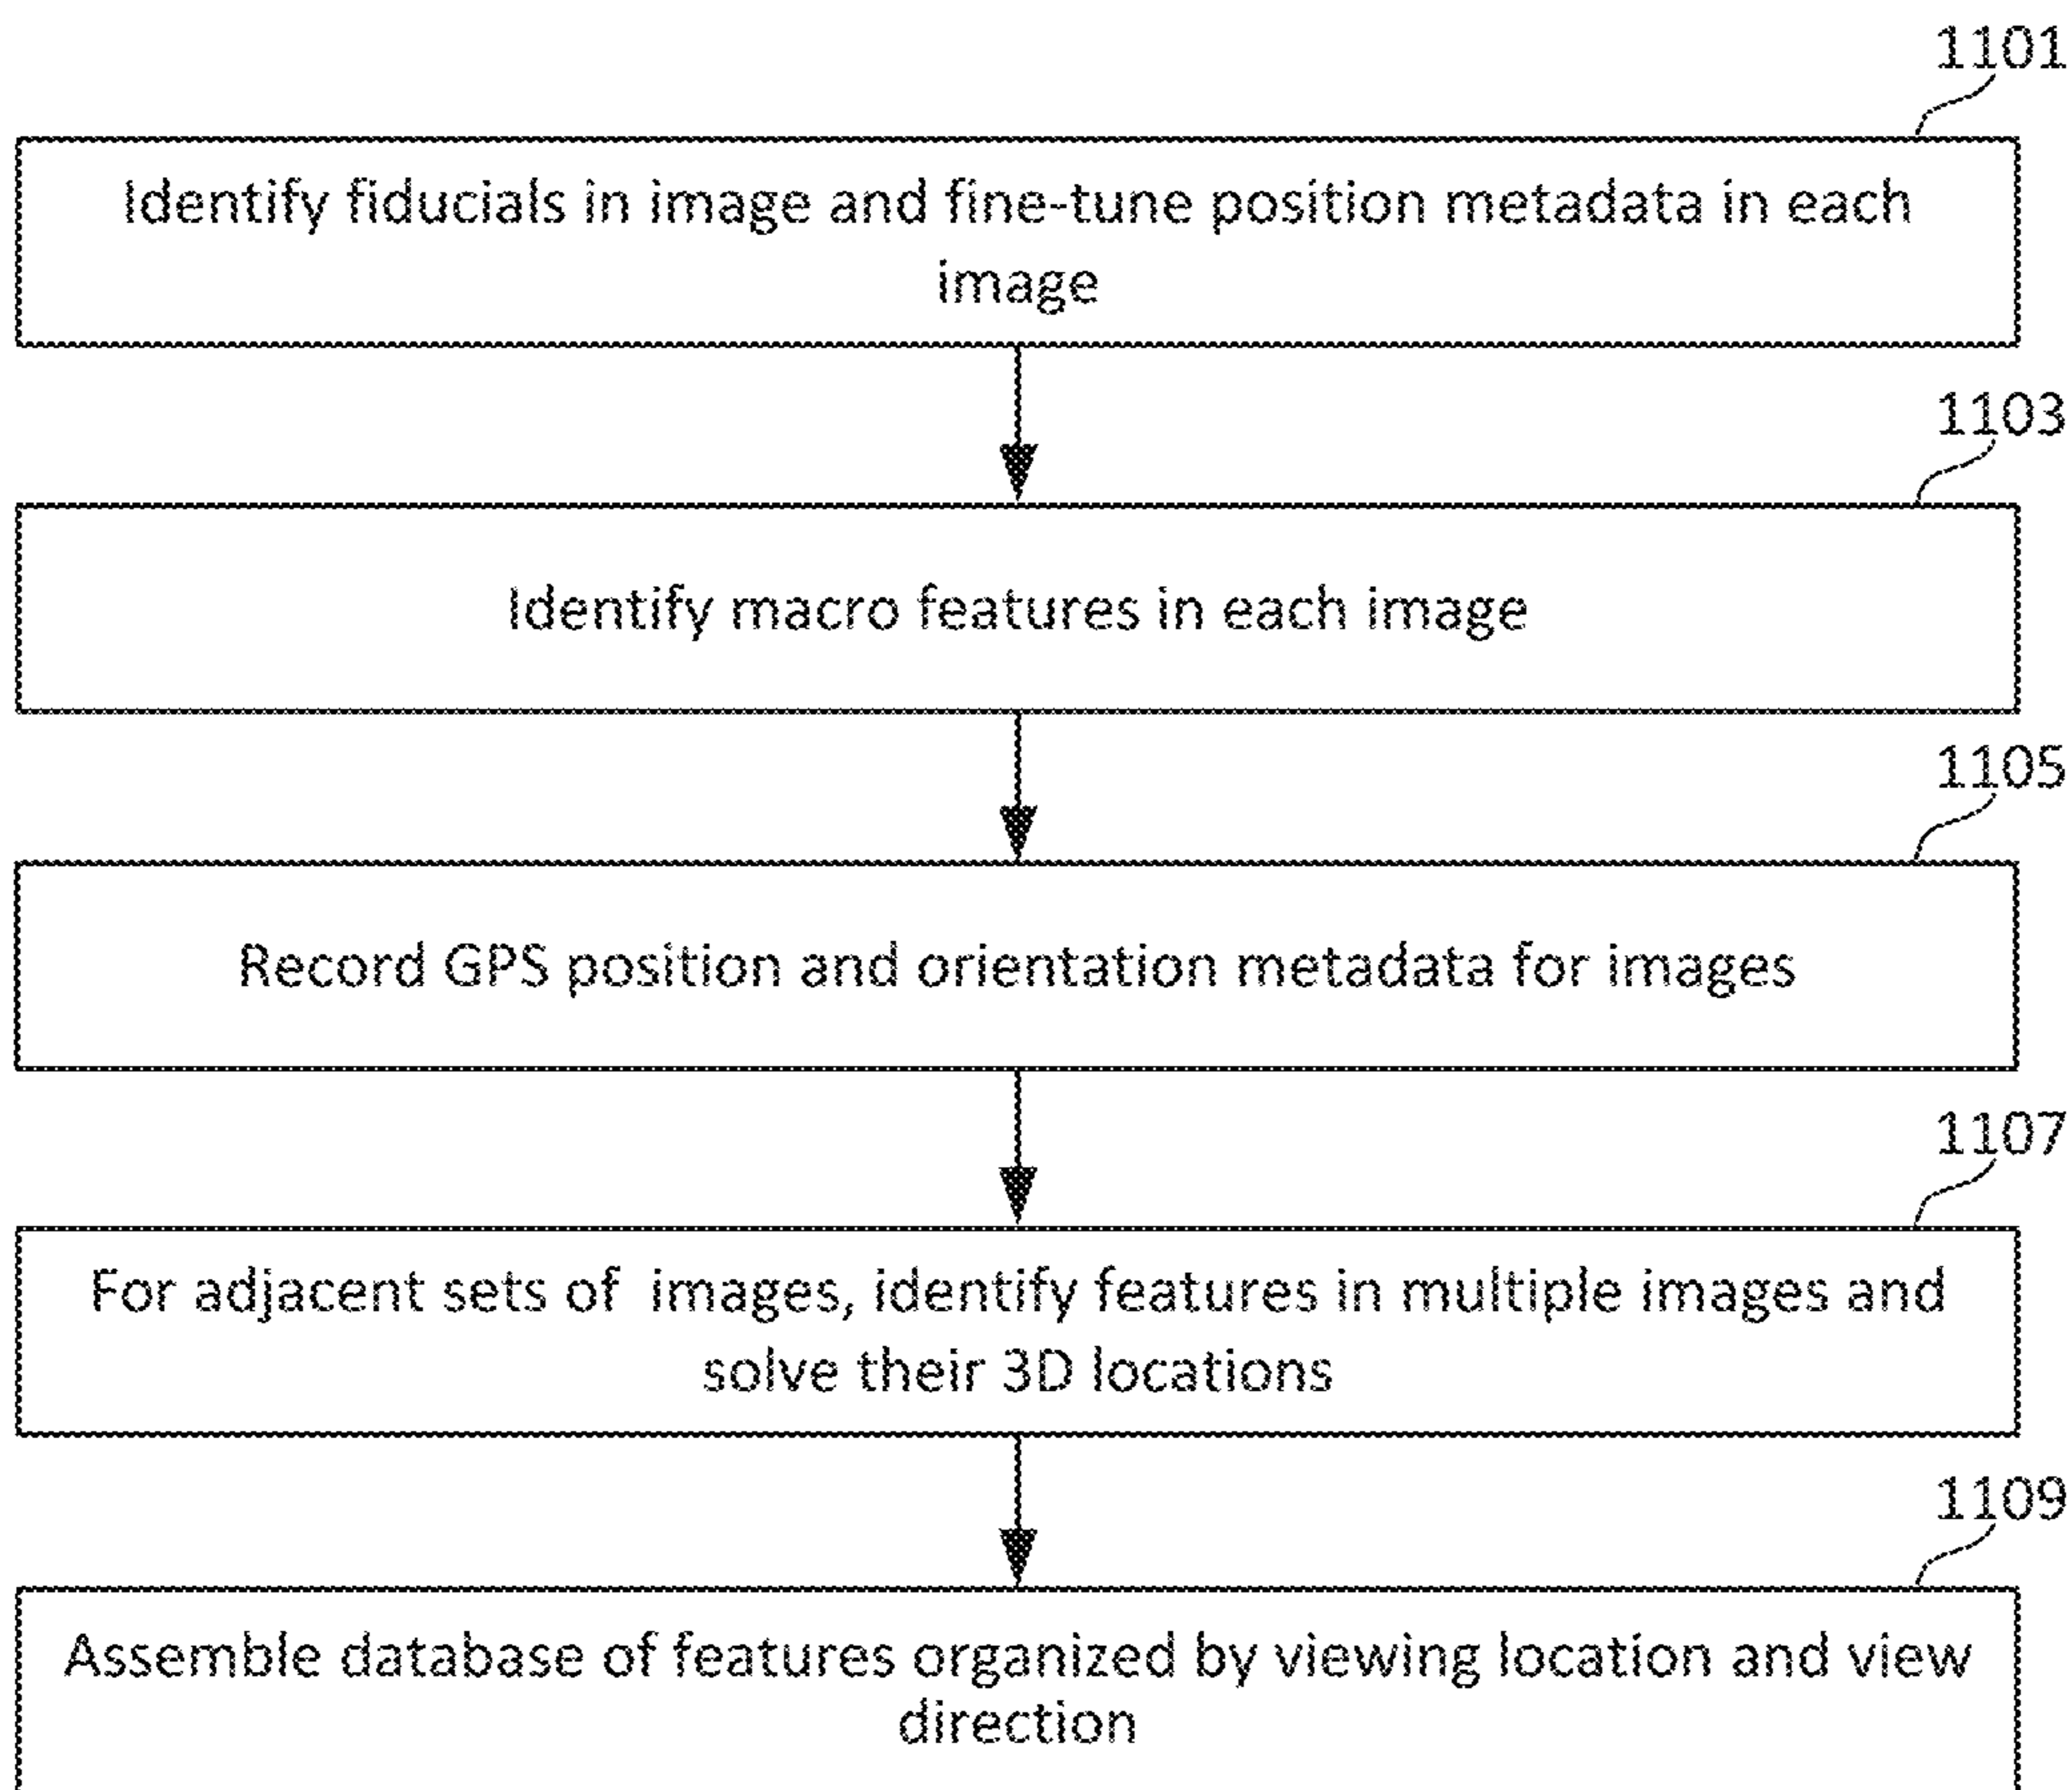 1101
Identify fiducials in image and fine-tune position metadata in each
image
1103
Identify macro features in each image
1105
Record GPS position and orientation metadata for images
1107
For adjacent sets of  images, identify features in multiple images and
solve their 3D locations
1109
Assemble database of features organized by viewing location and view
direction